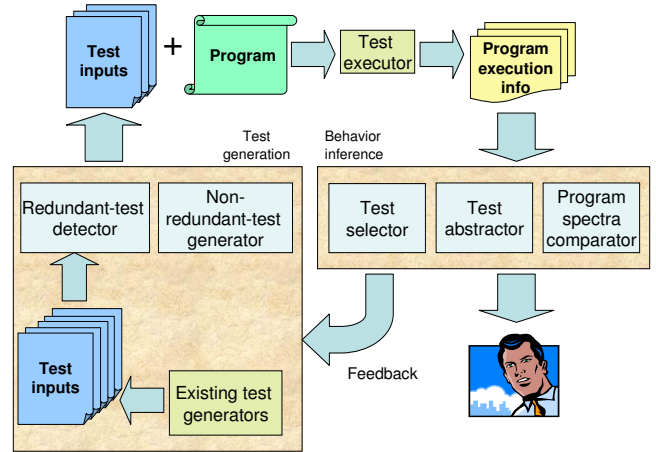 Test
inputs
+
Program
Test
executor
Program
execution
info
Test
generation
Behavior
inference
Redundant-test
detector
Non-
redundant-test
generator
Test
selector
Test
abstractor
Program
spectra
comparator
Test
inputs
Existing test
generators
Feedback